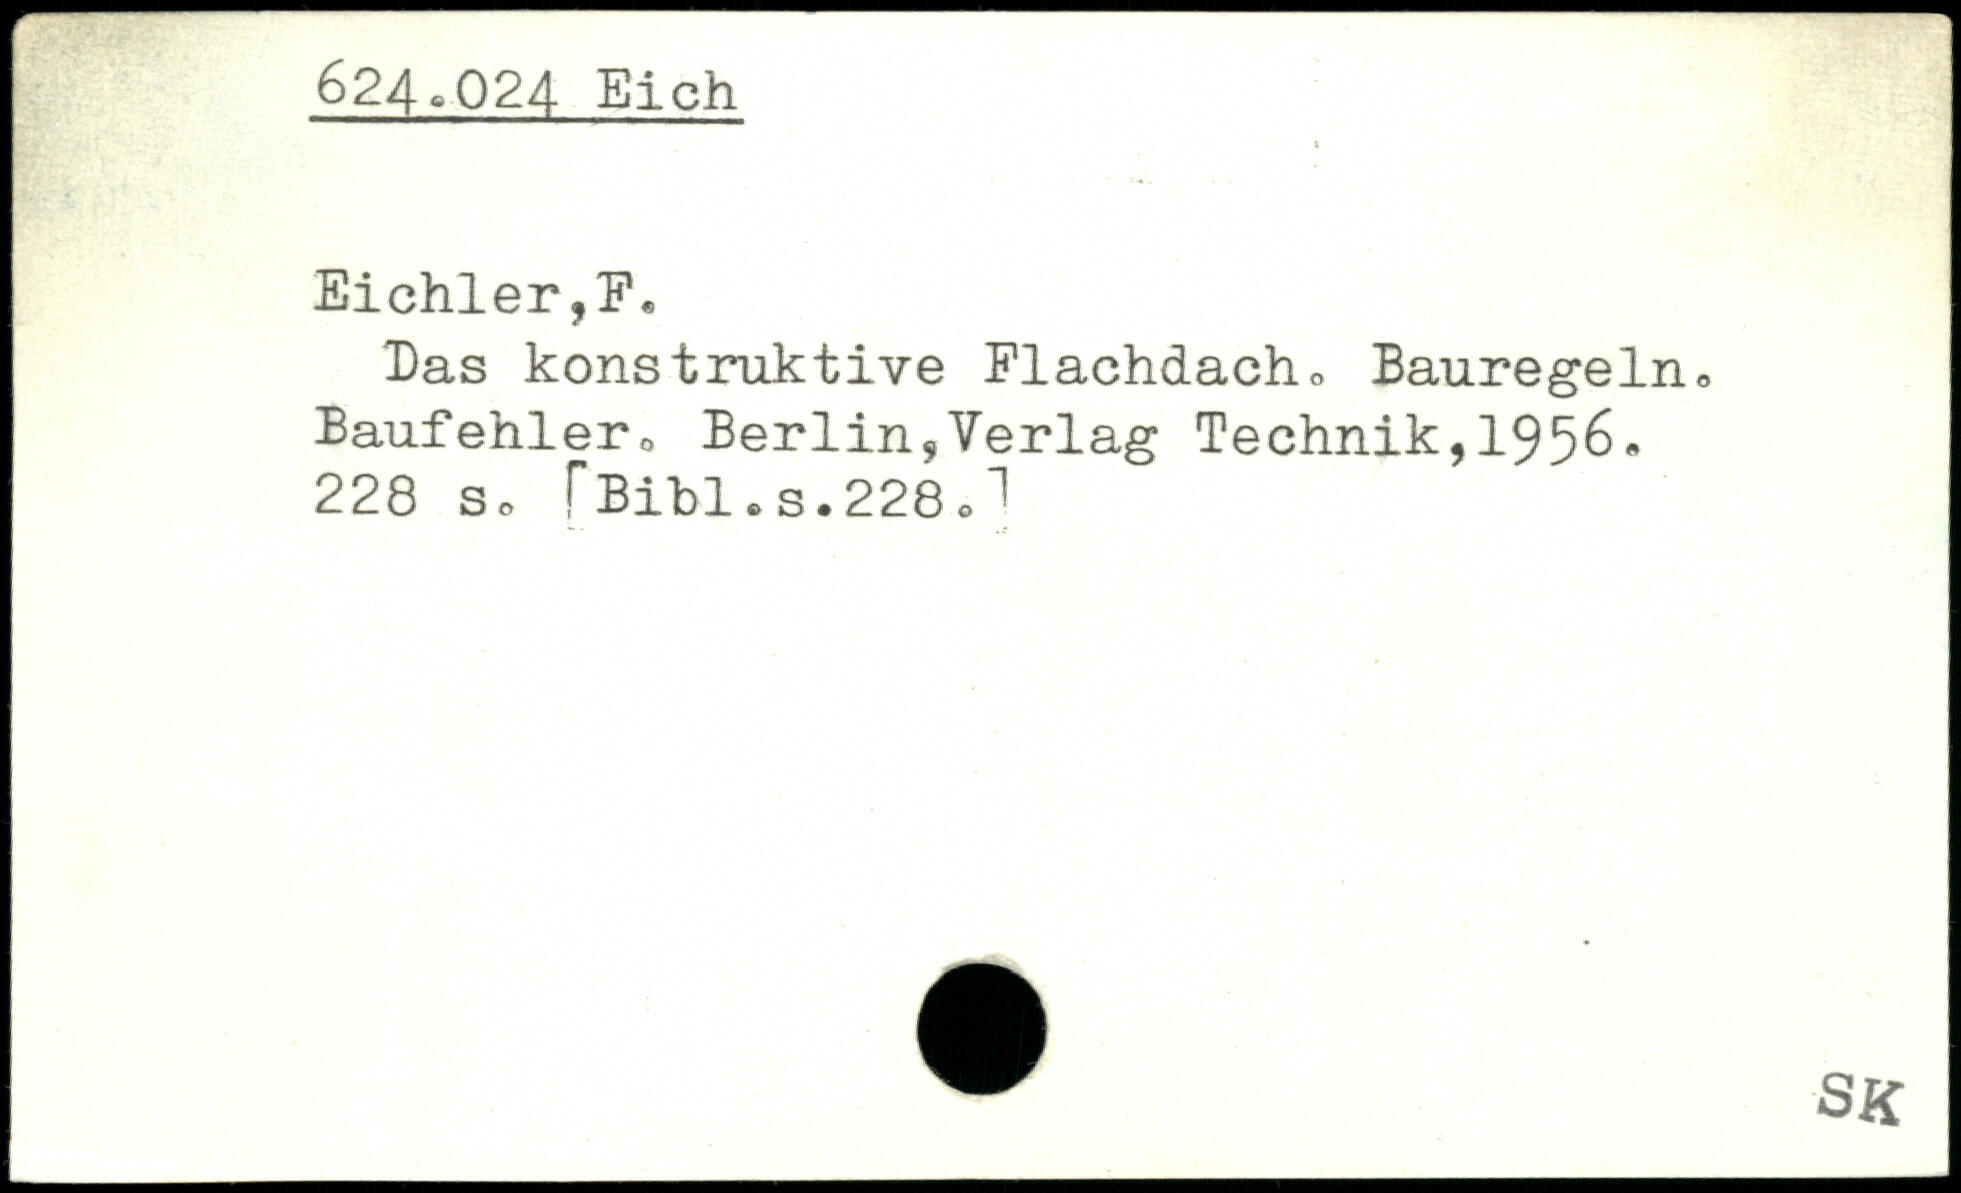 624.024 Eich
Eichler,F.
Das konstruktive Flachdach. Bauregeln.
Baufehler. Berlin,Verlag Technik,1956.
228 s. [Bibl.s.228.]
SK